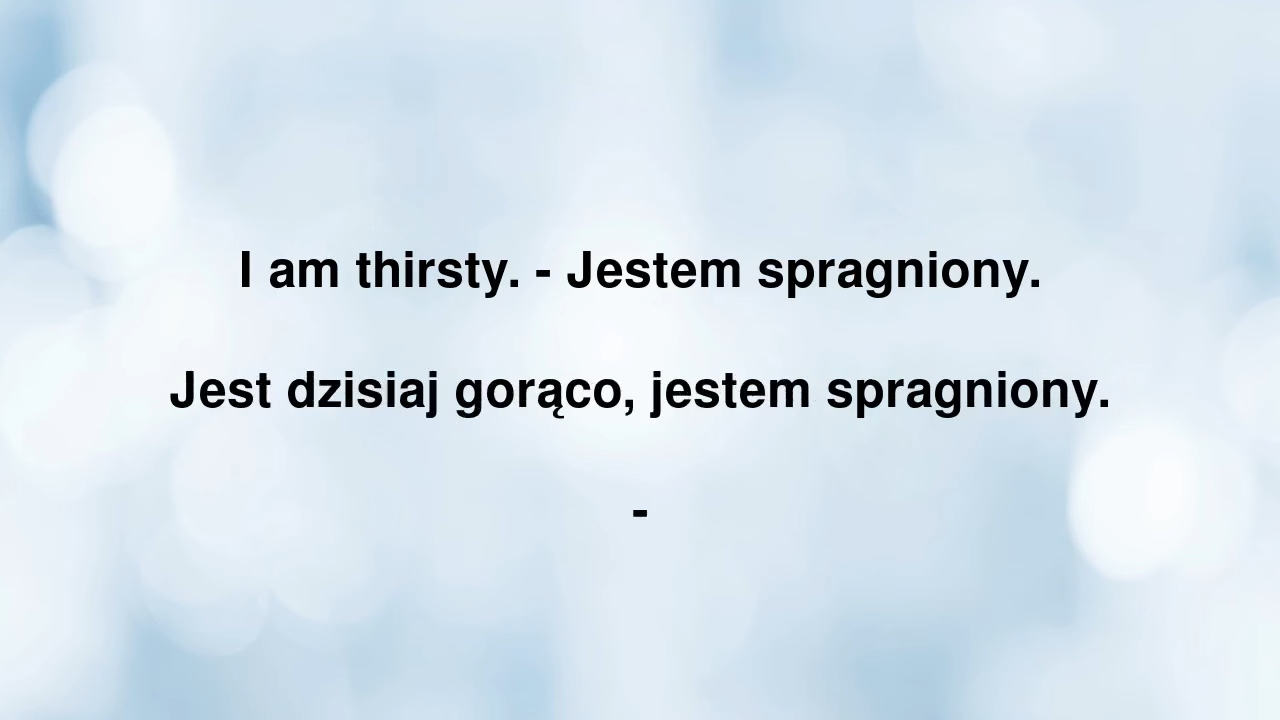 I am thirsty. - Jestem spragniony.
Jest dzisiaj gorąco, jestem spragniony.
-